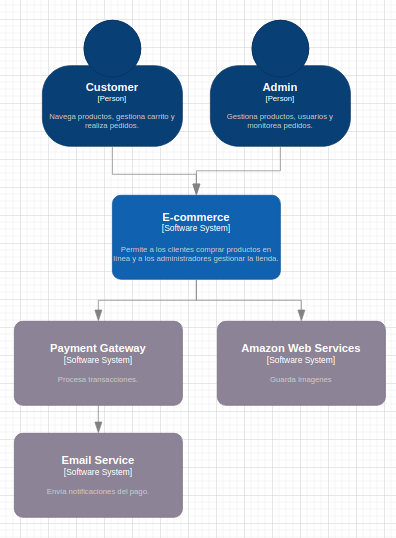 Customer
[Person]
Navega productos, gestiona carrito y
realiza pedidos.
Admin
[Person]
Gestiona productos, usuarios y
monitorea pedidos.
E-commerce
[Software System]
Permite a los clientes comprar productos en
línea y a los administradores gestionar la tienda.
Payment Gateway
[Software System]
Procesa transacciones.
Amazon Web Services
[Software System]
Guarda imagenes
Email Service
[Software System]
Envia notificaciones del pago.